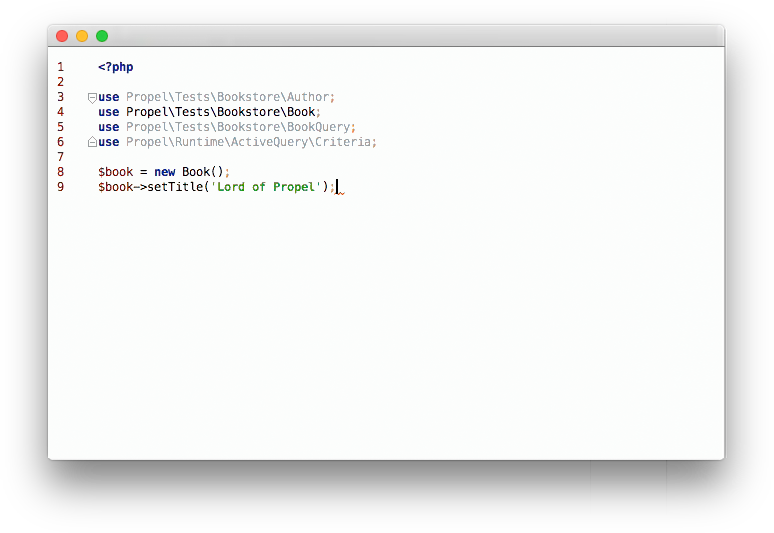 1 <?php
2
3 use Propel\Tests\Bookstore\Author;
4 use Propel\Tests\Bookstore\Book;
5 use Propel\Tests\Bookstore\BookQuery;
6 use Propel\Runtime\ActiveQuery\Criteria;
7
8 $book = new Book();
9 $book->setTitle('Lord of Propel');